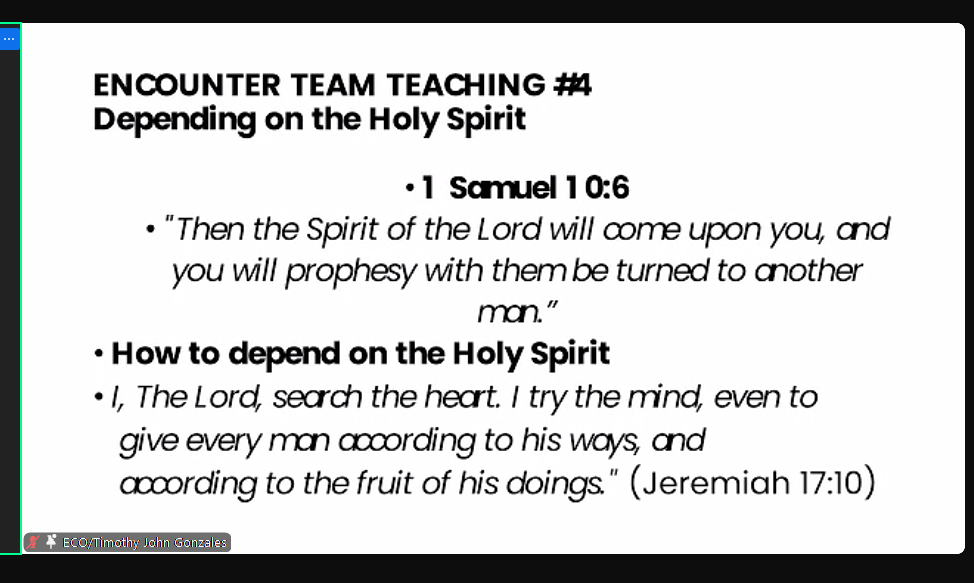 ENCOUNTER TEAM TEACHING #4
Depending on the Holy Spirit
• 1 Samuel 10:6
• "Then the Spirit of the Lord will come upon you, and
you will prophesy with them be turned to another
man.”
• How to depend on the Holy Spirit
• I, The Lord, search the heart. I try the mind, even to
give every man according to his ways, and
according to the fruit of his doings." (Jeremiah 17:10)
ECO/Timothy John Gonzales